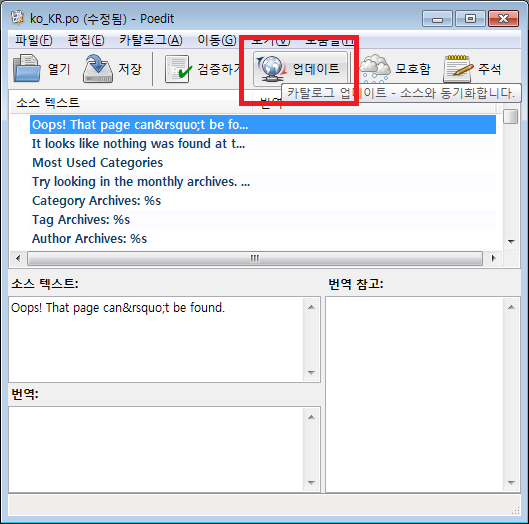 ko_KR.po (수정됨) - Poedit
파일(F) 편집(E) 카탈로그(A) 이동(G) 보기(V) 도움말(H)
열기 저장 검증하기 업데이트 모호함 주석
소스 텍스트 번역
카탈로그 업데이트 - 소스와 동기화합니다.
Oops! That page can&rsquo;t be fo...
It looks like nothing was found at t...
Most Used Categories
Try looking in the monthly archives. ...
Category Archives: %s
Tag Archives: %s
Author Archives: %s
소스 텍스트: 번역 참고:
Oops! That page can&rsquo;t be found.
번역: